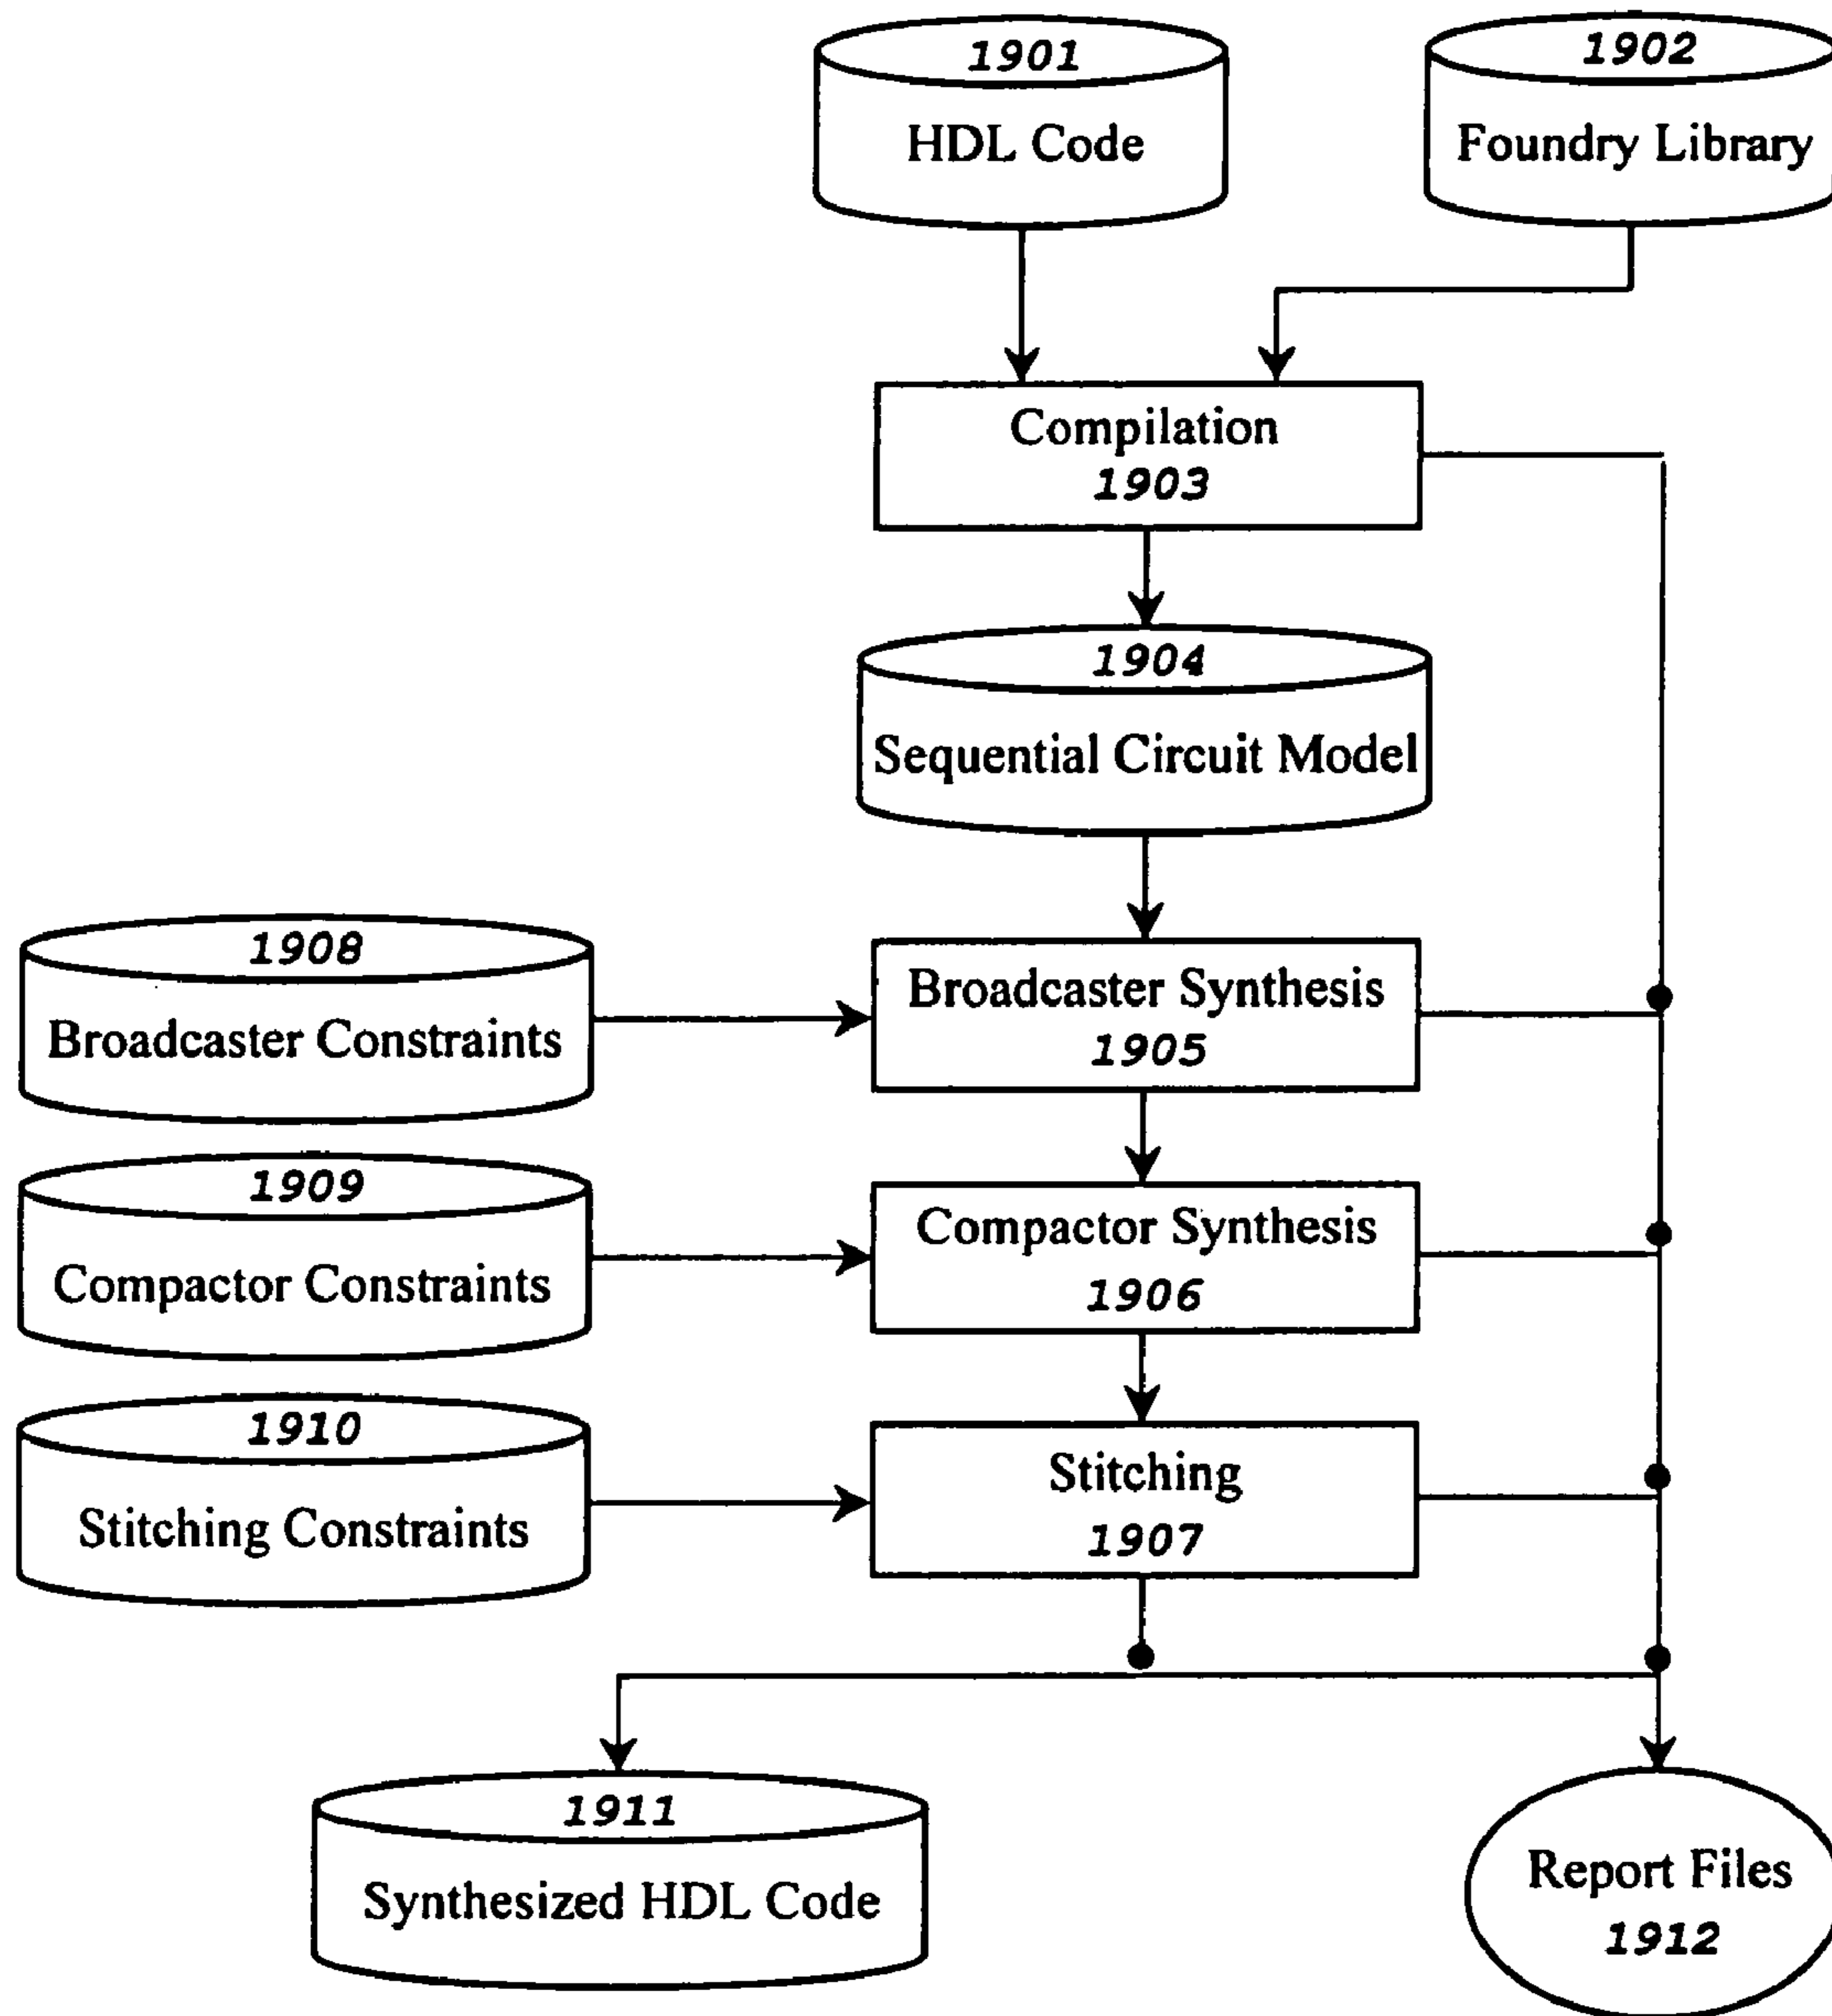 1901
HDL Code
1902
Foundry Library
Compilation
1903
1904
Sequential Circuit Model
1908
Broadcaster Constraints
Broadcaster Synthesis
1905
1909
Compactor Constraints
Compactor Synthesis
1906
1910
Stitching Constraints
Stitching
1907
1911
Synthesized HDL Code
Report Files
1912